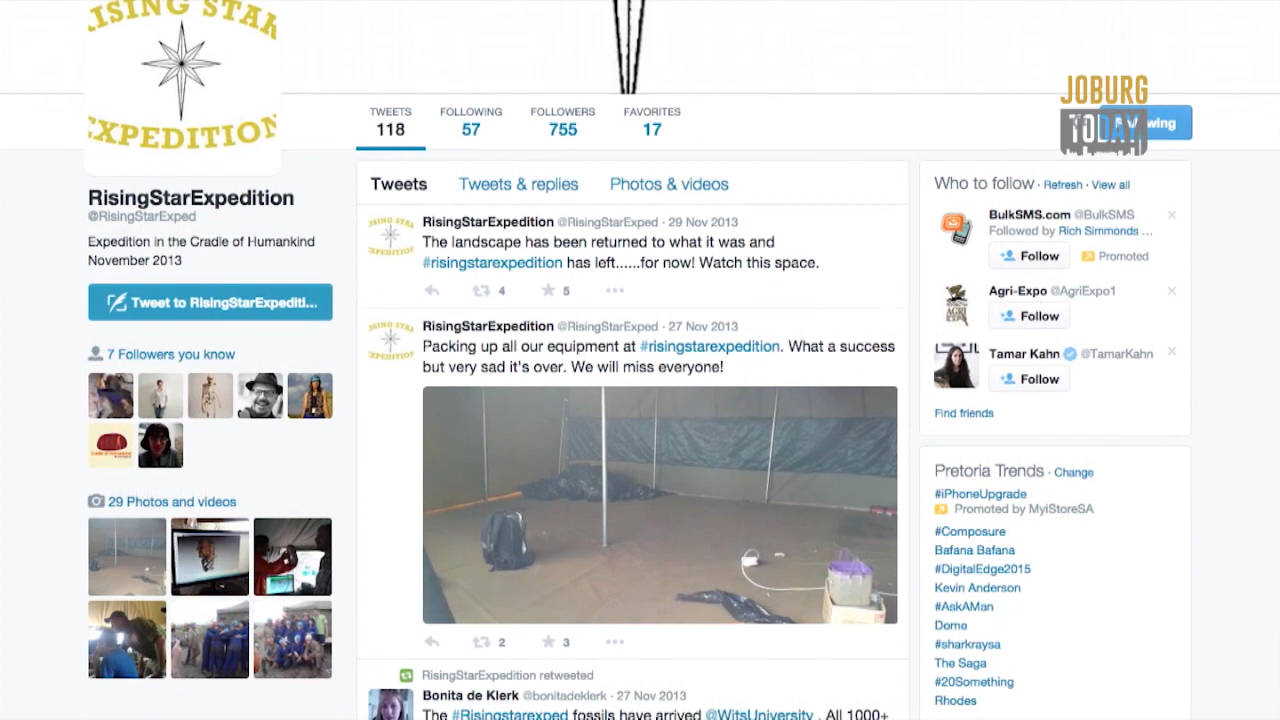 RISING STAR
EXPEDITION
JOBURG
TODAY
TWEETS
118
FOLLOWING
57
FOLLOWERS
755
FAVORITES
17
RisingStarExpedition
@RisingStarExped
Expedition in the Cradle of Humankind
November 2013
Tweet to RisingStarExpediti...
7 Followers you know
29 Photos and videos
Tweets
Tweets & replies
Photos & videos
RisingStarExpedition @RisingStarExped · 29 Nov 2013
The landscape has been returned to what it was and
#risingstarexpedition has left......for now! Watch this space.
4
5
RisingStarExpedition @RisingStarExped · 27 Nov 2013
Packing up all our equipment at #risingstarexpedition. What a success
but very sad it's over. We will miss everyone!
2
3
RisingStarExpedition retweeted
Bonita de Klerk @bonitadeklerk · 27 Nov 2013
The #Risingstarexped fossils have arrived @WitsUniversity . All 1000+
Who to follow · Refresh · View all
BulkSMS.com @BulkSMS
Followed by Rich Simmonds ...
Follow
Promoted
Agri-Expo @AgriExpo1
Follow
Tamar Kahn @TamarKahn
Follow
Find friends
Pretoria Trends · Change
#iPhoneUpgrade
Promoted by MyiStoreSA
#Composure
Bafana Bafana
#DigitalEdge2015
Kevin Anderson
#AskAMan
Dome
#sharkraysa
The Saga
#20Something
Rhodes